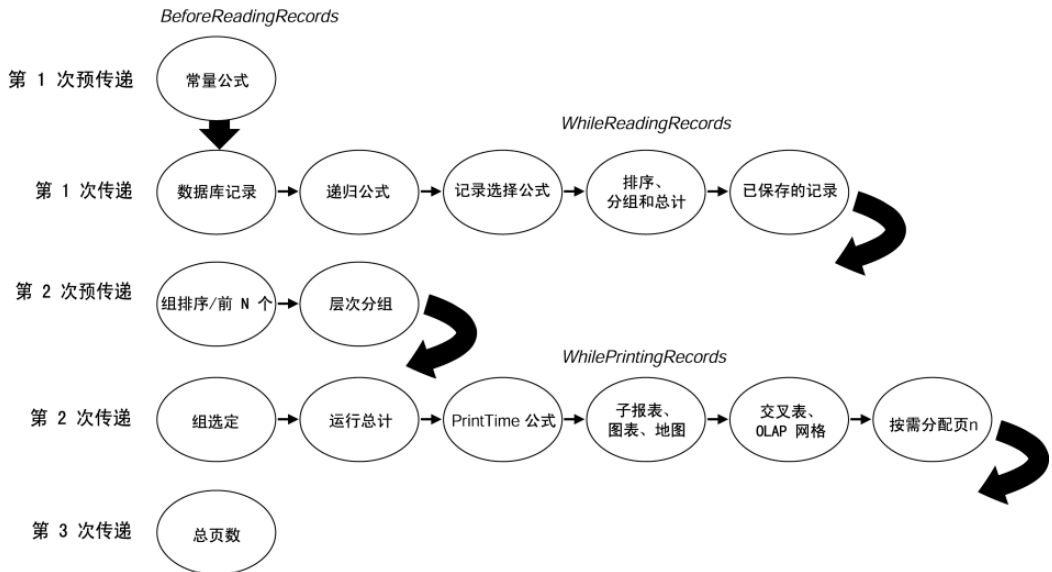 BeforeReadingRecords
第 1 次预传递
常量公式
WhileReadingRecords
第 1 次传递
数据库记录
递归公式
记录选择公式
排序、
分组和总计
已保存的记录
第 2 次预传递
组排序/前 N 个
层次分组
WhilePrintingRecords
第 2 次传递
组选定
运行总计
PrintTime 公式
子报表、
图表、地图
交叉表、
OLAP 网格
按需分配页n
第 3 次传递
总页数